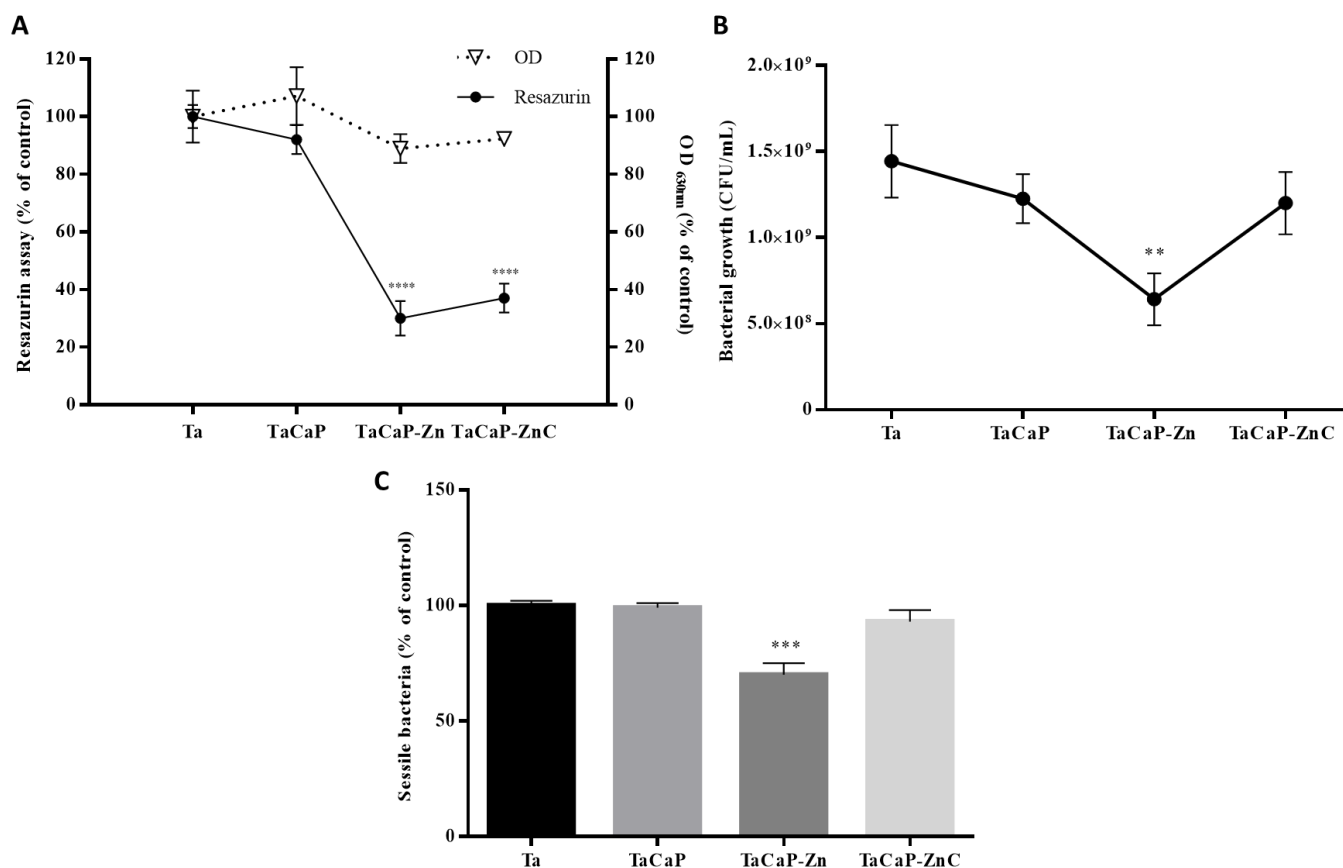 A
Resazurin assay (% of control)
120
100
80
60
40
20
0
OD
Resazurin
****
****
120
100
80
60
40
20
0
OD 630nm (% of control)
Ta TaCaP TaCaP-Zn TaCaP-ZnC
B
Bacterial growth (CFU/mL)
2.0×10⁹
1.5×10⁹
1.0×10⁹
5.0×10⁸
0
**
Ta TaCaP TaCaP-Zn TaCaP-ZnC
C
Sessile bacteria (% of control)
150
100
50
0
***
Ta TaCaP TaCaP-Zn TaCaP-ZnC